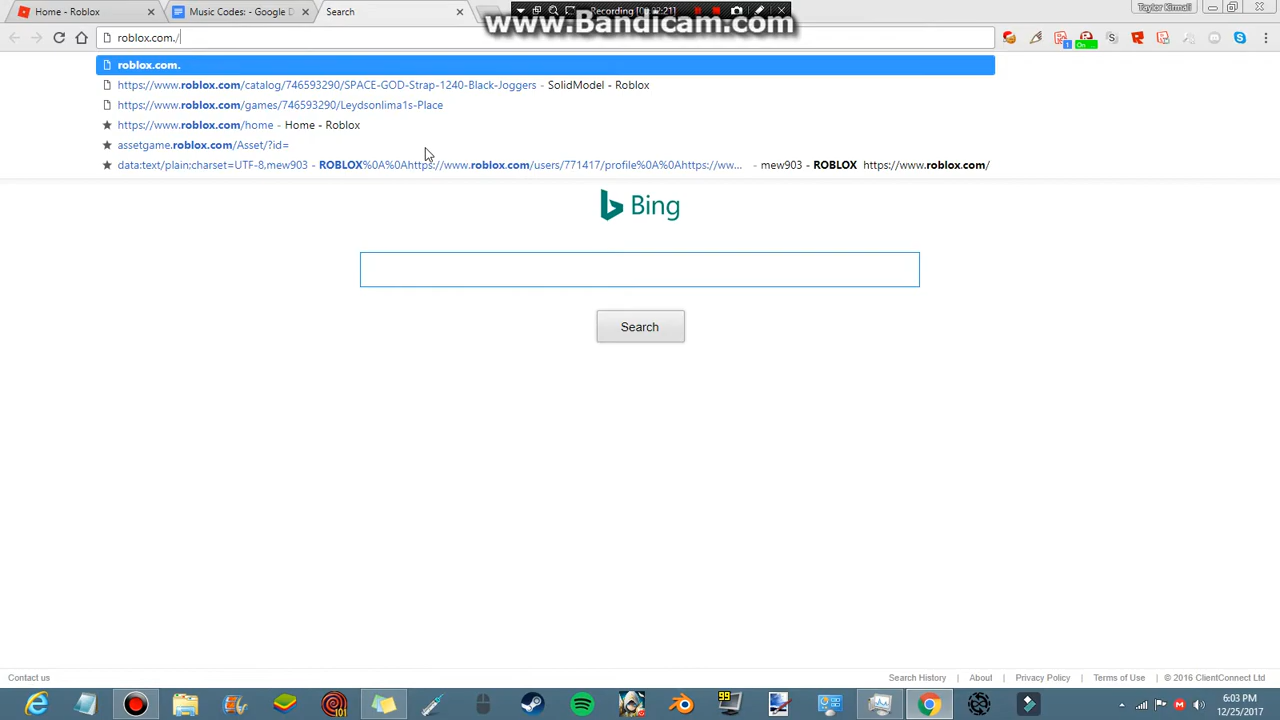 Home - Roblox
Music Codes: - Google D
Search
Recording [00:02:21]
www.Bandicam.com
roblox.com./
roblox.com.
https://www.roblox.com/catalog/746593290/SPACE-GOD-Strap-1240-Black-Joggers - SolidModel - Roblox
https://www.roblox.com/games/746593290/Leydsonlima1s-Place
https://www.roblox.com/home - Home - Roblox
assetgame.roblox.com/Asset/?id=
data:text/plain:charset=UTF-8,mew903 - ROBLOX%0A%0Ahttps://www.roblox.com/users/771417/profile%0A%0Ahttps://ww... - mew903 - ROBLOX https://www.roblox.com/
Bing
Search
Contact us
Search History | About | Privacy Policy | Terms of Use | © 2016 ClientConnect Ltd
6:03 PM
12/25/2017